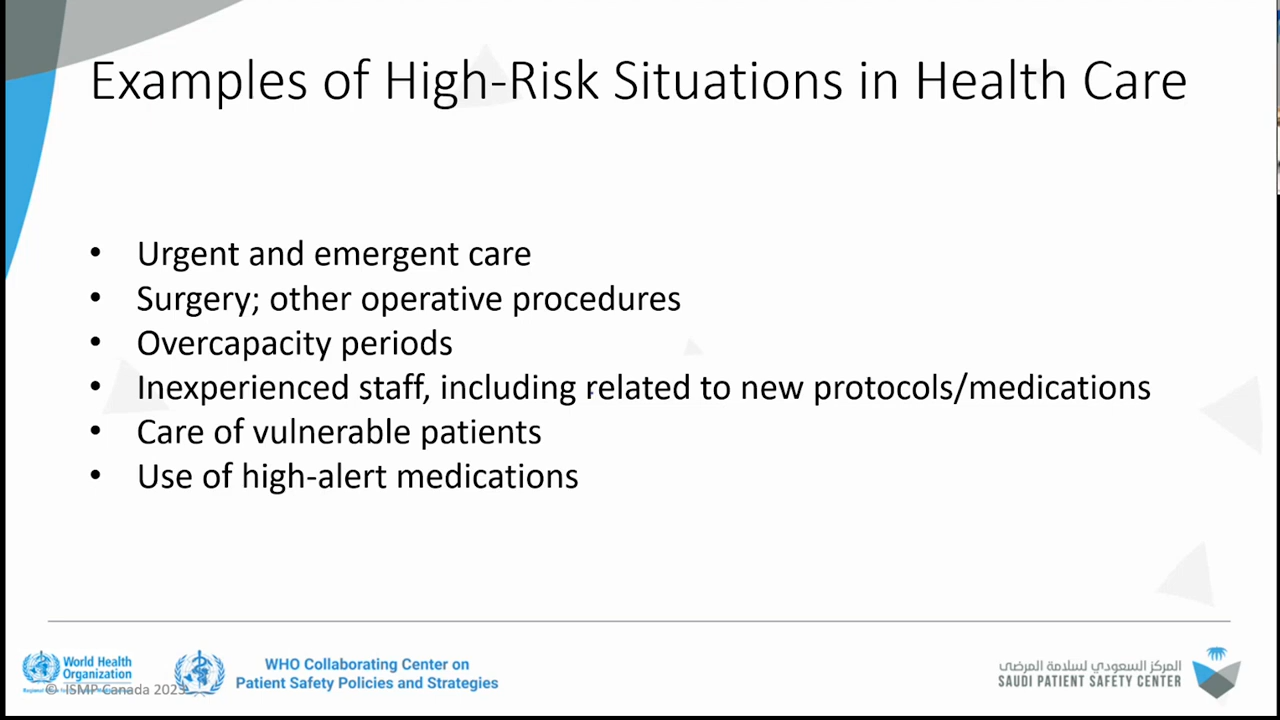 Examples of High-Risk Situations in Health Care
• Urgent and emergent care
• Surgery; other operative procedures
• Overcapacity periods
• Inexperienced staff, including related to new protocols/medications
• Care of vulnerable patients
• Use of high-alert medications
World Health
Organization
© ISMP Canada 2023
WHO Collaborating Center on
Patient Safety Policies and Strategies
المركز السعودي لسلامة المرضى
SAUDI PATIENT SAFETY CENTER